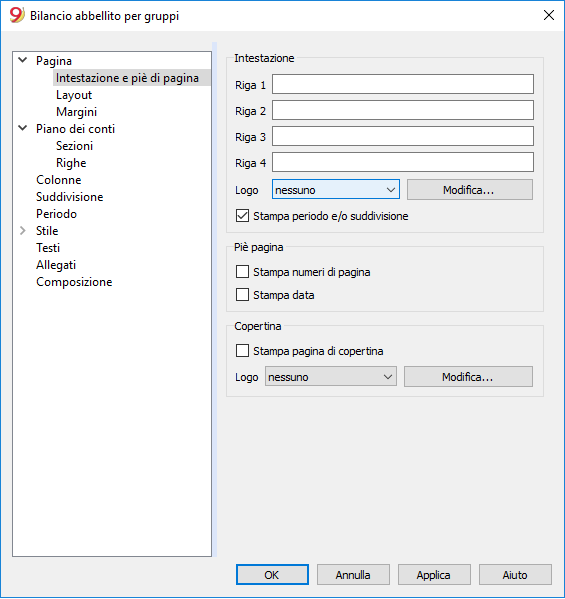 9 Bilancio abbellito per gruppi
Pagina
Intestazione e piè di pagina
Layout
Margini
Piano dei conti
Sezioni
Righe
Colonne
Suddivisione
Periodo
Stile
Testi
Allegati
Composizione
Intestazione
Riga 1
Riga 2
Riga 3
Riga 4
Logo nessuno Modifica...
Stampa periodo e/o suddivisione
Piè pagina
Stampa numeri di pagina
Stampa data
Copertina
Stampa pagina di copertina
Logo nessuno Modifica...
OK Annulla Applica Aiuto